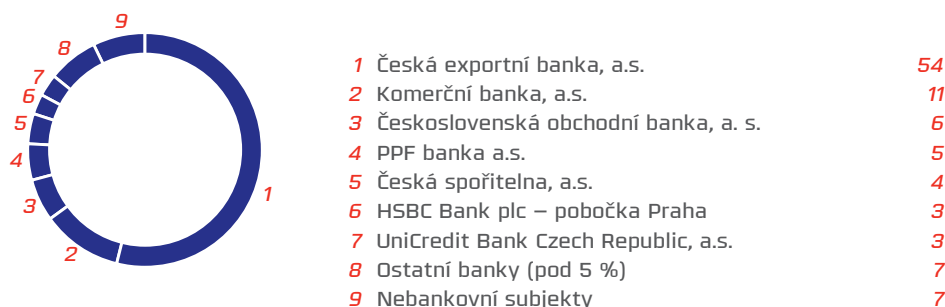 9
8
7
6
5
4
3
2
1
1 Česká exportní banka, a.s. 54
2 Komerční banka, a.s. 11
3 Československá obchodní banka, a. s. 6
4 PPF banka a.s. 5
5 Česká spořitelna, a.s. 4
6 HSBC Bank plc – pobočka Praha 3
7 UniCredit Bank Czech Republic, a.s. 3
8 Ostatní banky (pod 5 %) 7
9 Nebankovní subjekty 7